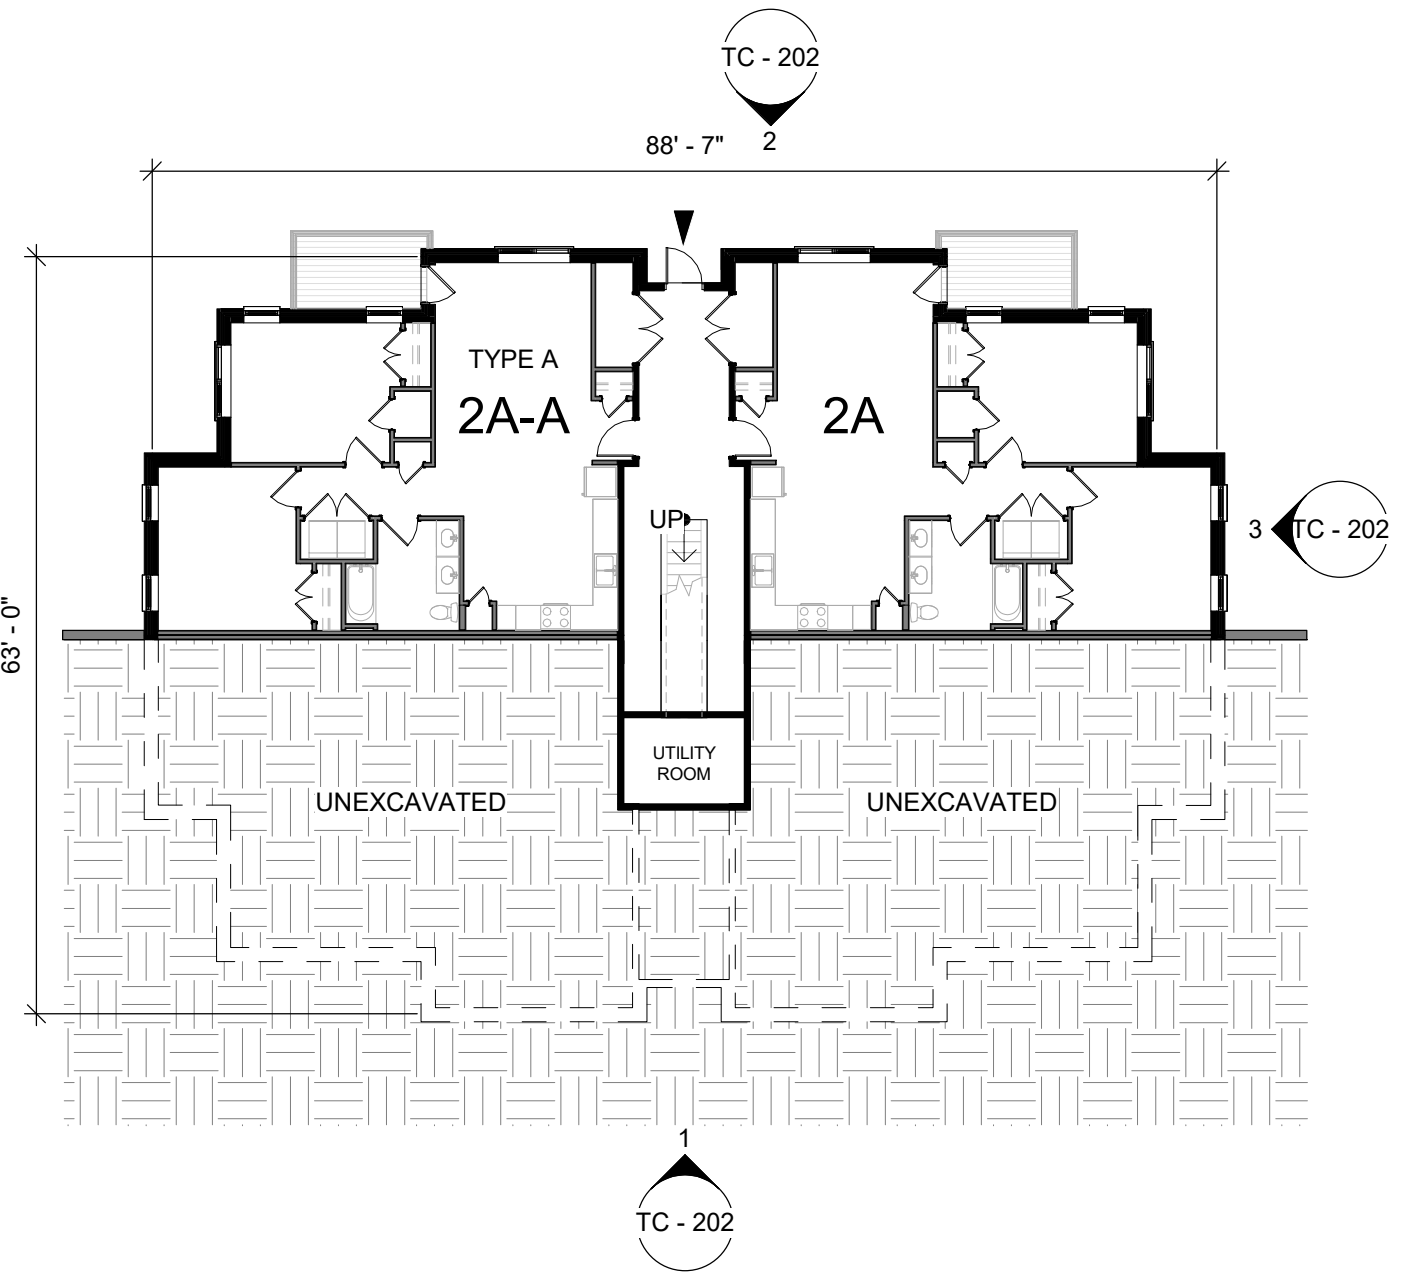 TC - 202
2
88' - 7"
TYPE A
2A-A
2A
UP
3
TC - 202
63' - 0"
UTILITY
ROOM
UNEXCAVATED
UNEXCAVATED
1
TC - 202